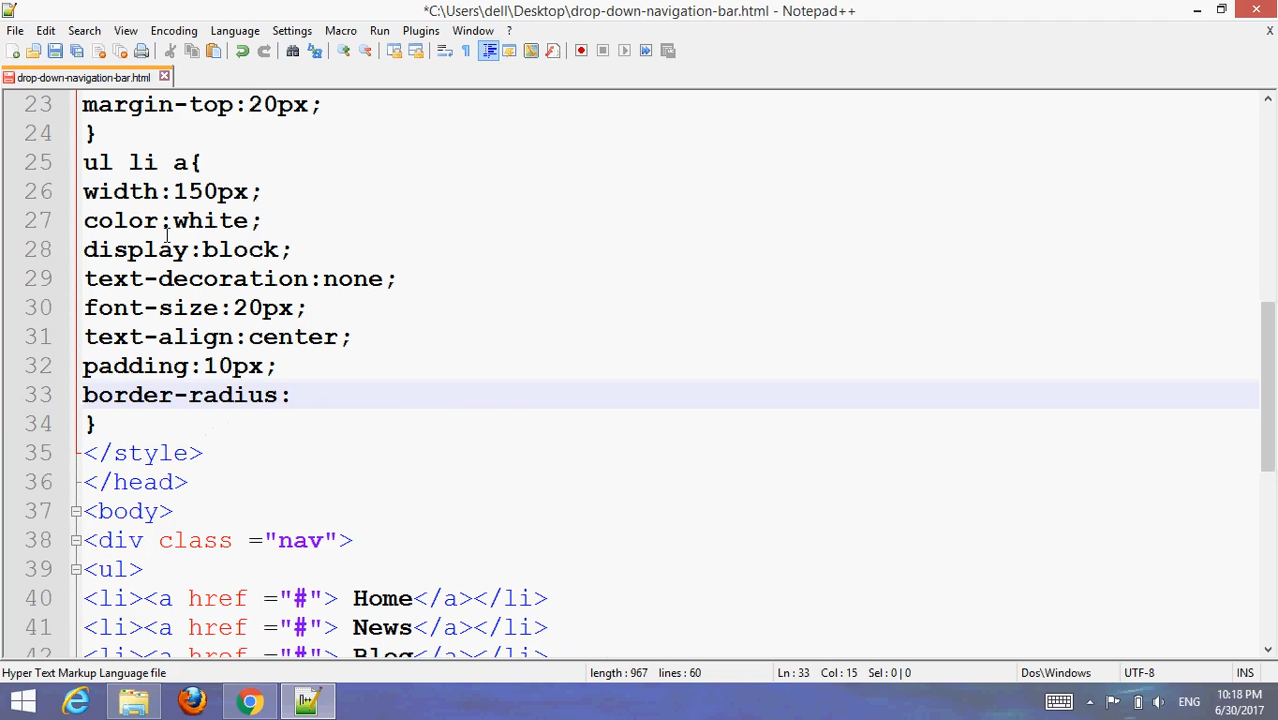 *C:\Users\dell\Desktop\drop-down-navigation-bar.html - Notepad++
File Edit Search View Encoding Language Settings Macro Run Plugins Window ? X
drop-down-navigation-bar.html
23 margin-top:20px;
24 }
25 ul li a{
26 width:150px;
27 color:white;
28 display:block;
29 text-decoration:none;
30 font-size:20px;
31 text-align:center;
32 padding:10px;
33 border-radius:
34 }
35 </style>
36 </head>
37 <body>
38 <div class ="nav">
39 <ul>
40 <li><a href ="#"> Home</a></li>
41 <li><a href ="#"> News</a></li>
42 <li><a href ="#"> Blog</a></li>
Hyper Text Markup Language file length : 967 lines : 60 Ln : 33 Col : 15 Sel : 0 | 0 Dos\Windows UTF-8 INS
ENG 10:18 PM
6/30/2017